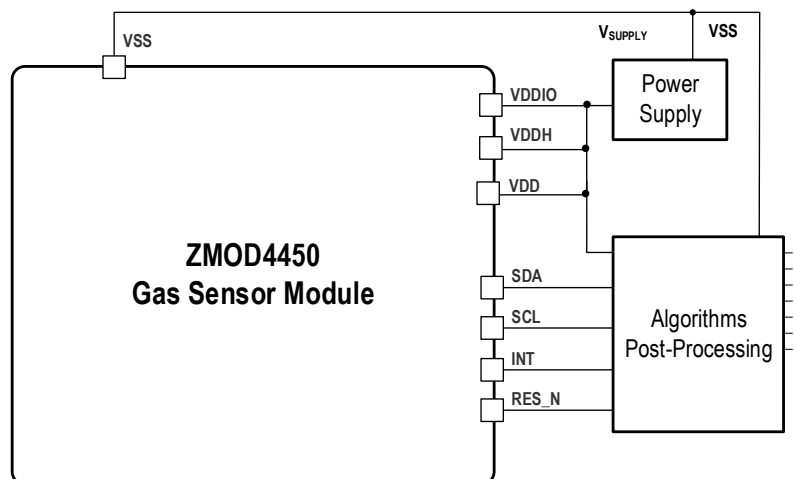 VSS
VSUPPLY VSS
Power
Supply
VDDIO
VDDH
VDD
ZMOD4450
Gas Sensor Module
SDA
SCL
INT
RES_N
Algorithms
Post-Processing